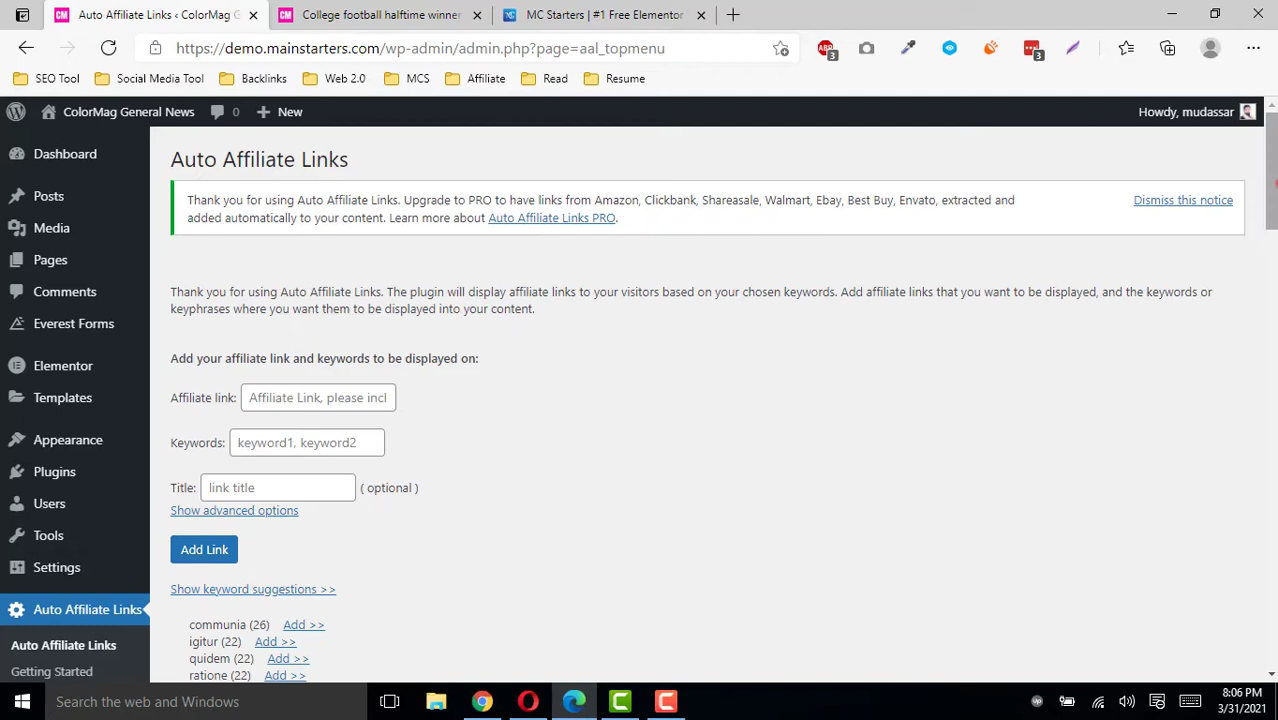 Auto Affiliate Links ‹ ColorMag G
College football halftime winner
MC Starters | #1 Free Elementor
https://demo.mainstarters.com/wp-admin/admin.php?page=aal_topmenu
3
3
SEO Tool
Social Media Tool
Backlinks
Web 2.0
MCS
Affiliate
Read
Resume
ColorMag General News
0
New
Howdy, mudassar
Dashboard
Posts
Media
Pages
Comments
Everest Forms
Elementor
Templates
Appearance
Plugins
Users
Tools
Settings
Auto Affiliate Links
Auto Affiliate Links
Getting Started
Auto Affiliate Links
Thank you for using Auto Affiliate Links. Upgrade to PRO to have links from Amazon, Clickbank, Shareasale, Walmart, Ebay, Best Buy, Envato, extracted and
added automatically to your content. Learn more about Auto Affiliate Links PRO.
Dismiss this notice
Thank you for using Auto Affiliate Links. The plugin will display affiliate links to your visitors based on your chosen keywords. Add affiliate links that you want to be displayed, and the keywords or
keyphrases where you want them to be displayed into your content.
Add your affiliate link and keywords to be displayed on:
Affiliate link: Affiliate Link, please incl
Keywords: keyword1, keyword2
Title: link title ( optional )
Show advanced options
Add Link
Show keyword suggestions >>
communia (26) Add >>
igitur (22) Add >>
quidem (22) Add >>
ratione (22) Add >>
Search the web and Windows
8:06 PM
3/31/2021